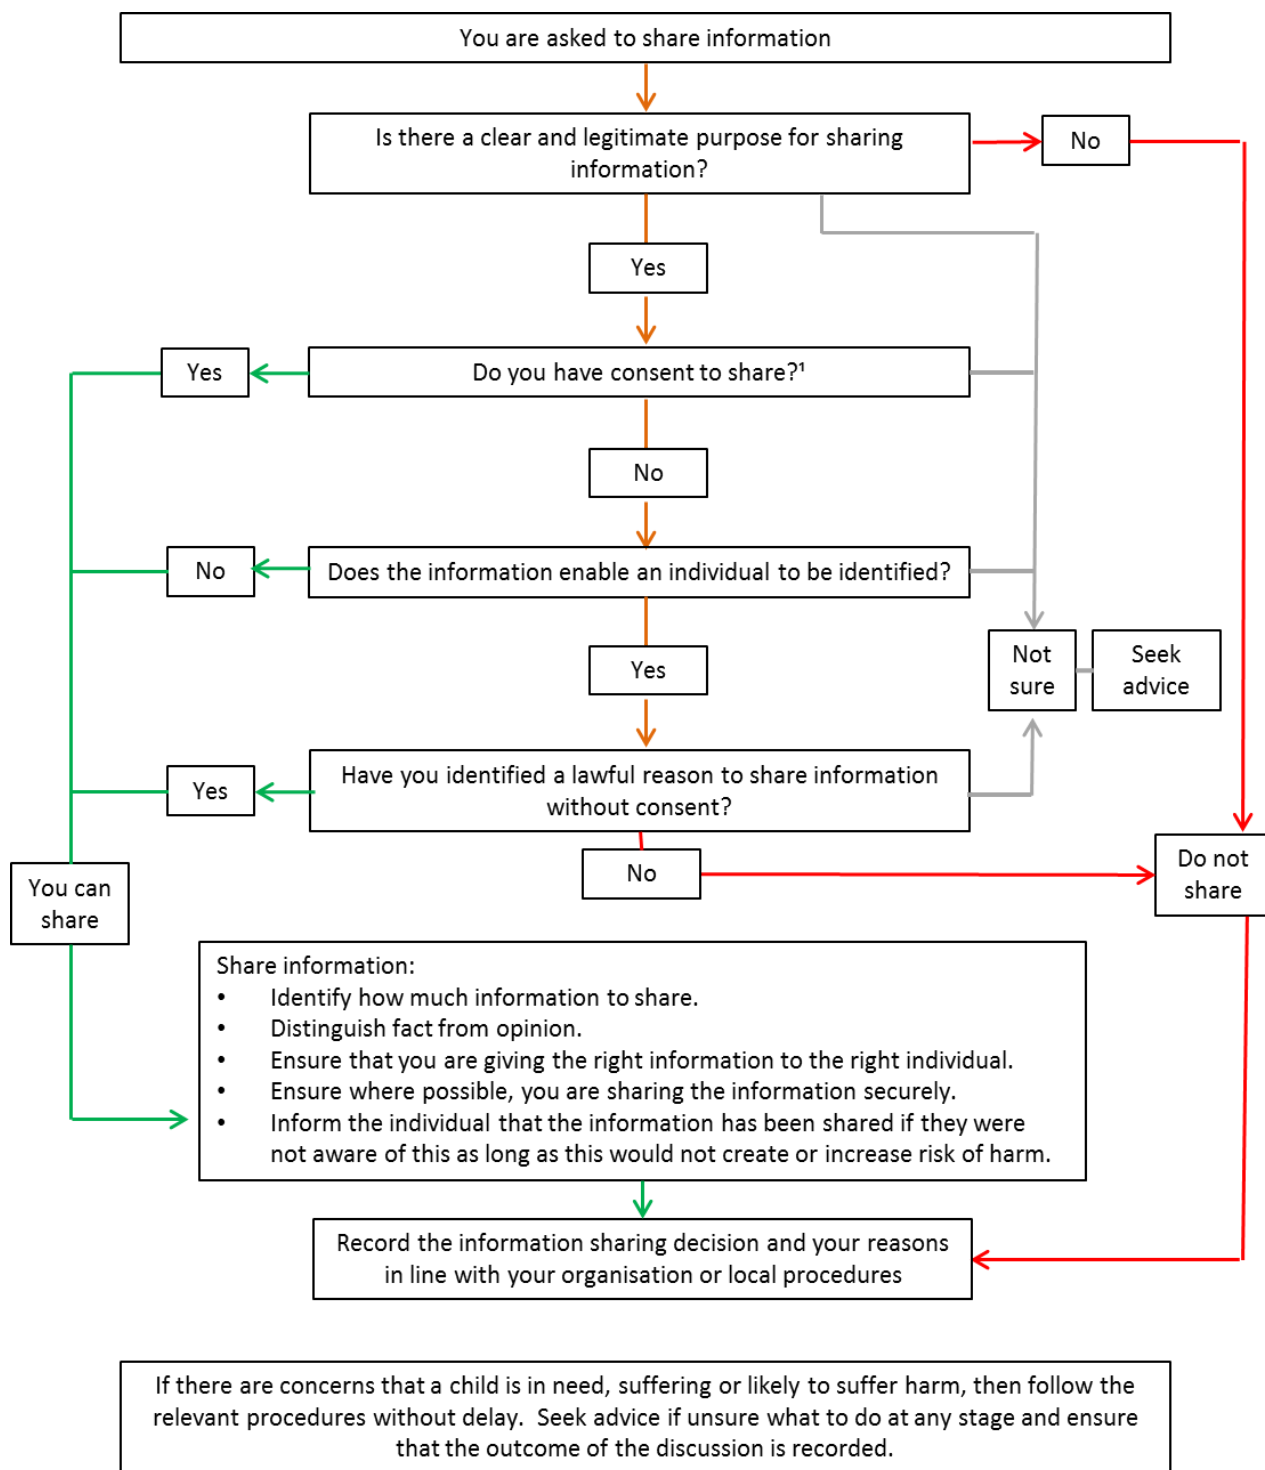 You are asked to share information
Is there a clear and legitimate purpose for sharing
information?
No
Yes
Yes
Do you have consent to share?¹
No
No
Does the information enable an individual to be identified?
Yes
Not
sure
Seek
advice
Yes
Have you identified a lawful reason to share information
without consent?
No
Do not
share
You can
share
Share information:
• Identify how much information to share.
• Distinguish fact from opinion.
• Ensure that you are giving the right information to the right individual.
• Ensure where possible, you are sharing the information securely.
• Inform the individual that the information has been shared if they were
not aware of this as long as this would not create or increase risk of harm.
Record the information sharing decision and your reasons
in line with your organisation or local procedures
If there are concerns that a child is in need, suffering or likely to suffer harm, then follow the
relevant procedures without delay.  Seek advice if unsure what to do at any stage and ensure
that the outcome of the discussion is recorded.